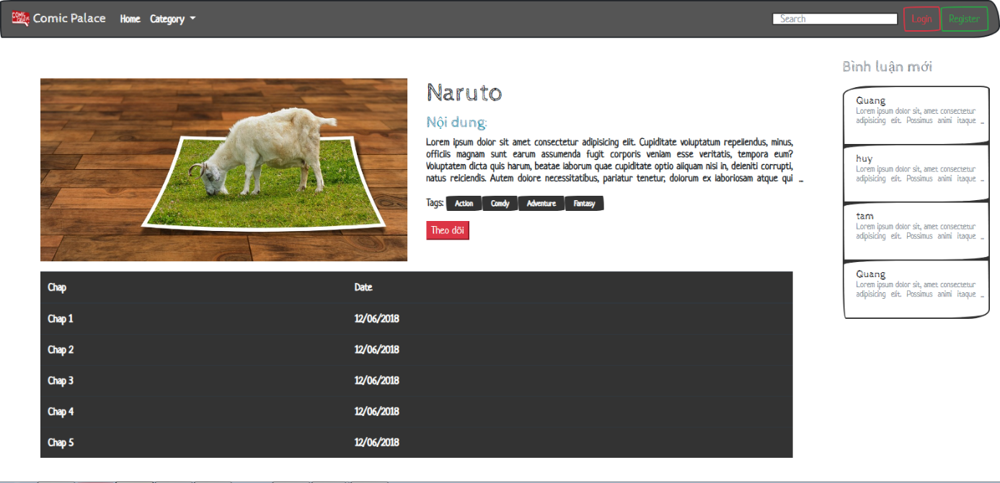 COMIC
Comic Palace Home Category Search Login Register
Bình luận mới
Naruto
Nội dung:
Lorem ipsum dolor sit amet consectetur adipisicing elit. Cupiditate voluptatum repellendus, minus,
officiis magnam sunt earum assumenda fugit corporis veniam esse veritatis, tempora eum?
Voluptatem dicta quis harum, beatae laborum quae cupiditate optio aliquam nisi in, deleniti corrupti,
natus reiciendis. Autem dolore necessitatibus, pariatur tenetur, dolorum ex laboriosam atque qui ...
Tags: Action Comdy Adventure Fantasy
Theo dõi
Chap Date
Chap 1 12/06/2018
Chap 2 12/06/2018
Chap 3 12/06/2018
Chap 4 12/06/2018
Chap 5 12/06/2018
Quang
Lorem ipsum dolor sit, amet consectetur
adipisicing elit. Possimus animi itaque ...
huy
Lorem ipsum dolor sit, amet consectetur
adipisicing elit. Possimus animi itaque ...
tam
Lorem ipsum dolor sit, amet consectetur
adipisicing elit. Possimus animi itaque ...
Quang
Lorem ipsum dolor sit, amet consectetur
adipisicing elit. Possimus animi itaque ...